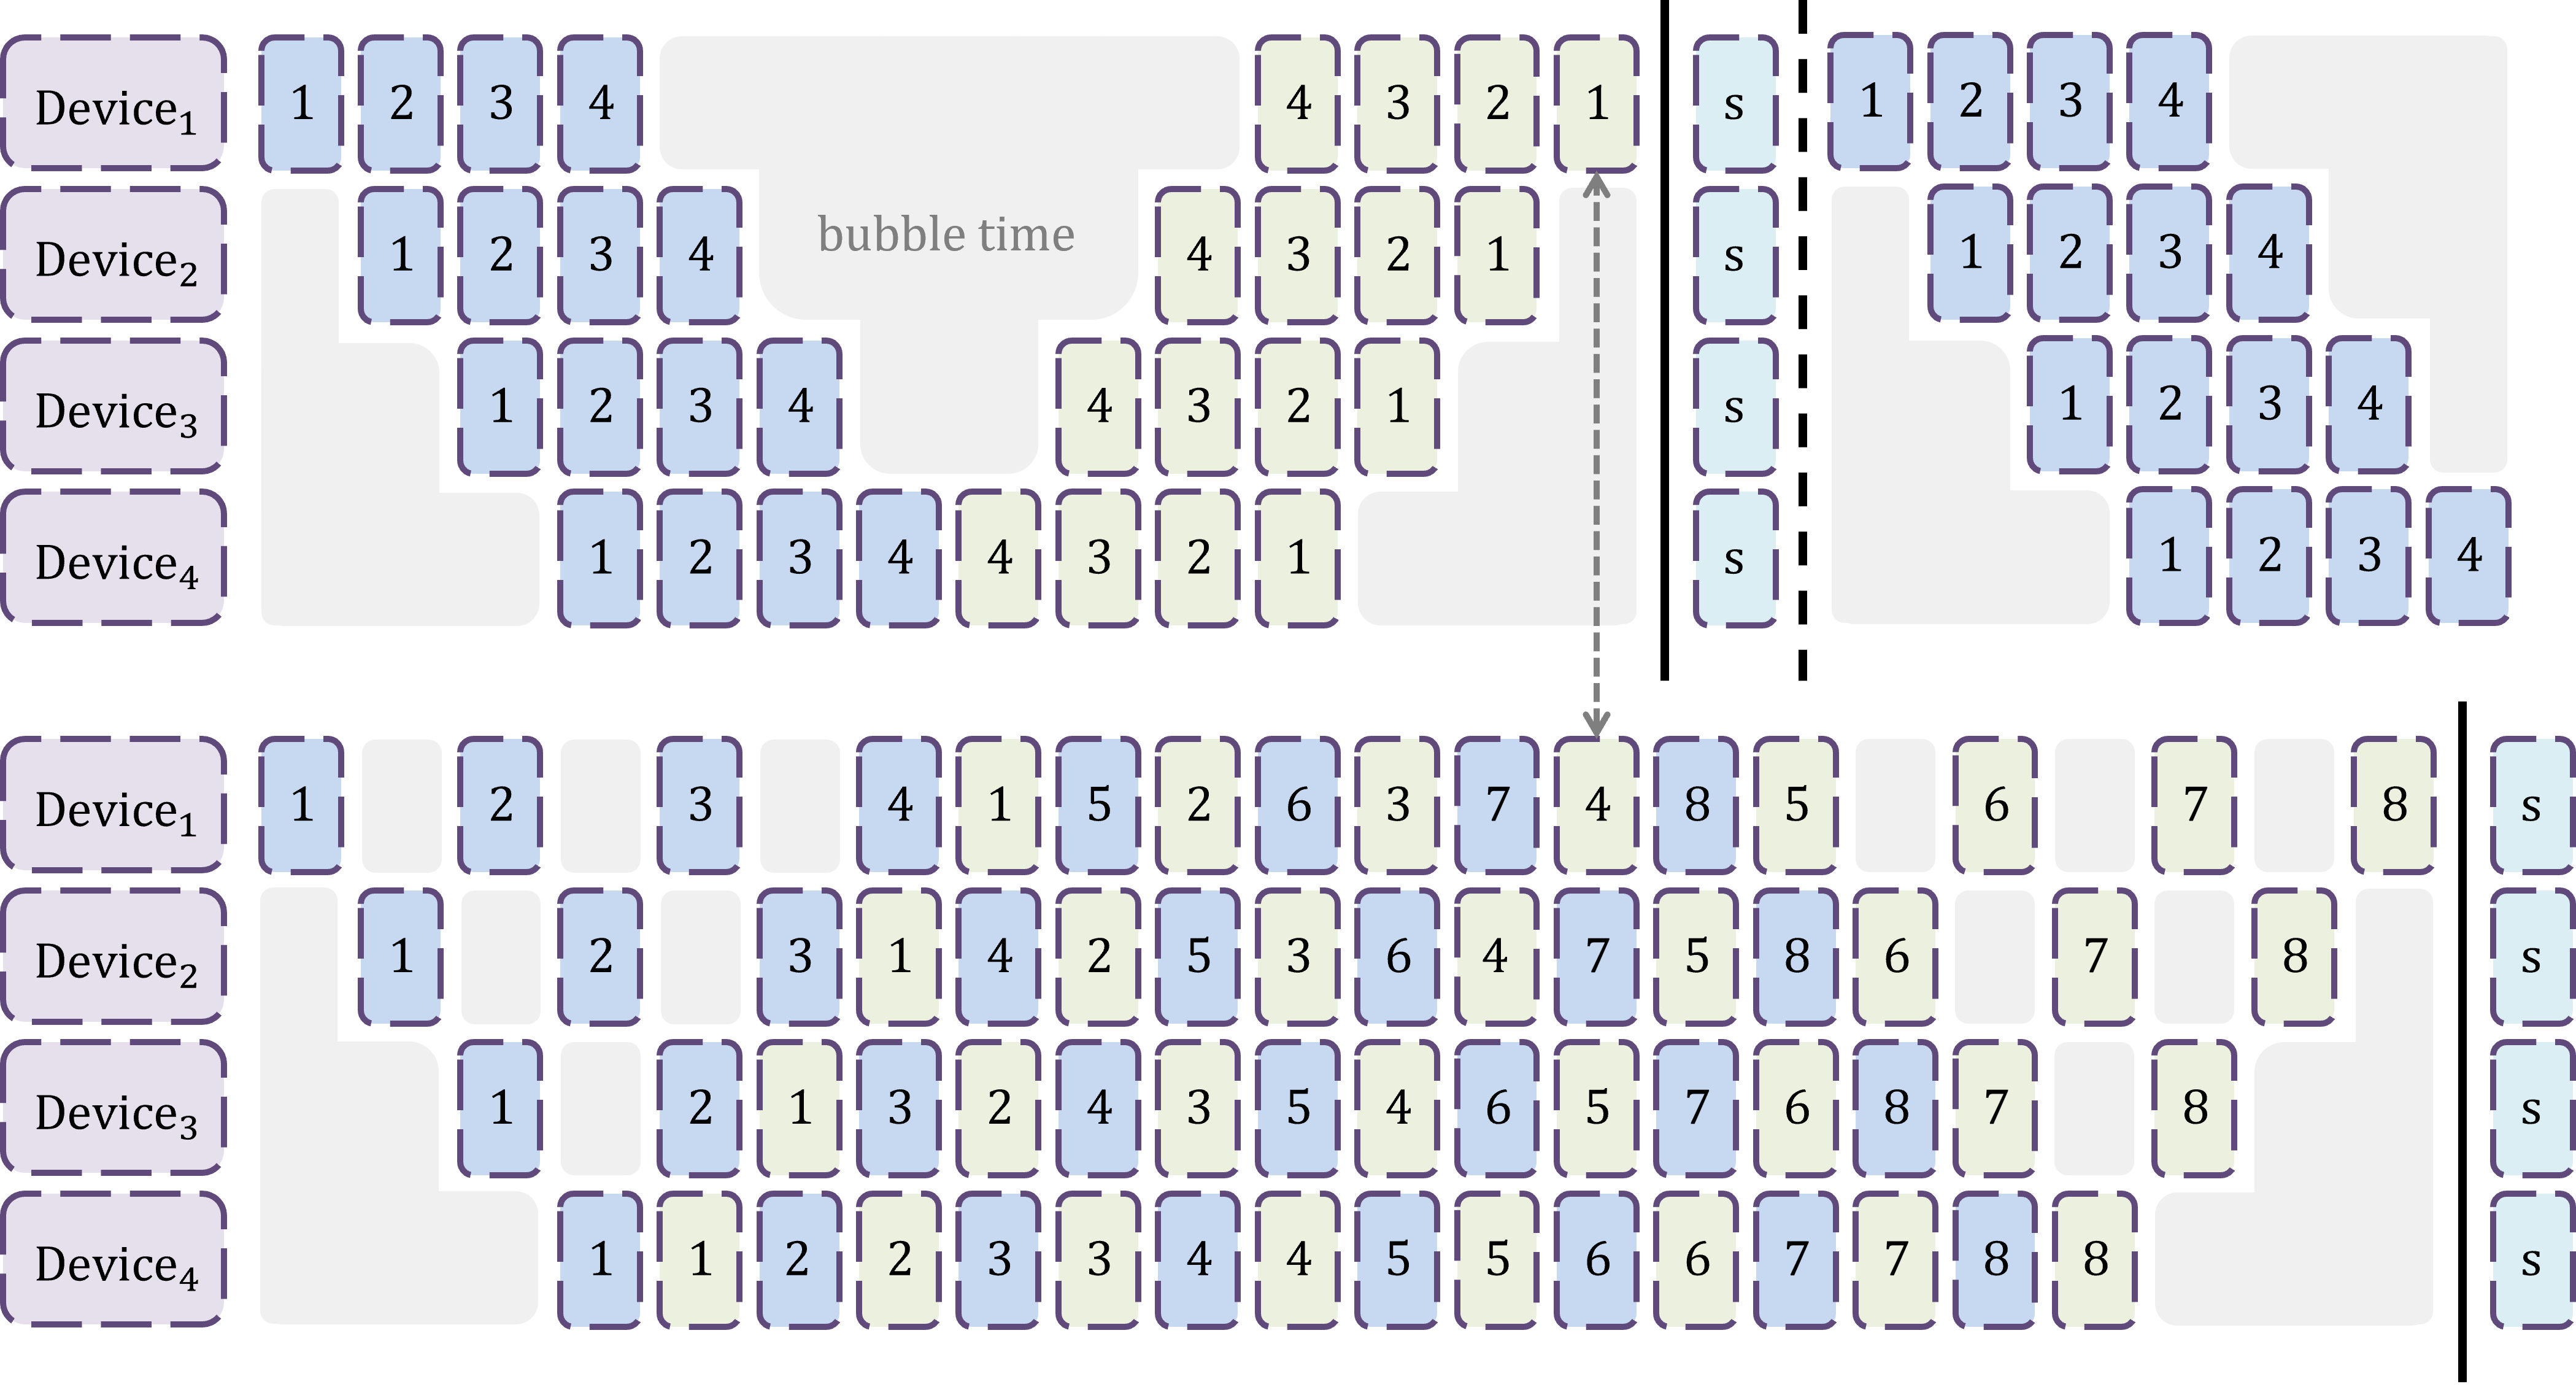 Device1 1 2 3 4 4 3 2 1 s 1 2 3 4
Device2 1 2 3 4 bubble time 4 3 2 1 s 1 2 3 4
Device3 1 2 3 4 4 3 2 1 s 1 2 3 4
Device4 1 2 3 4 4 3 2 1 s 1 2 3 4
Device1 1 2 3 4 1 5 2 6 3 7 4 8 5 6 7 8 s
Device2 1 2 3 1 4 2 5 3 6 4 7 5 8 6 7 8 s
Device3 1 2 1 3 2 4 3 5 4 6 5 7 6 8 7 8 s
Device4 1 1 2 2 3 3 4 4 5 5 6 6 7 7 8 8 s